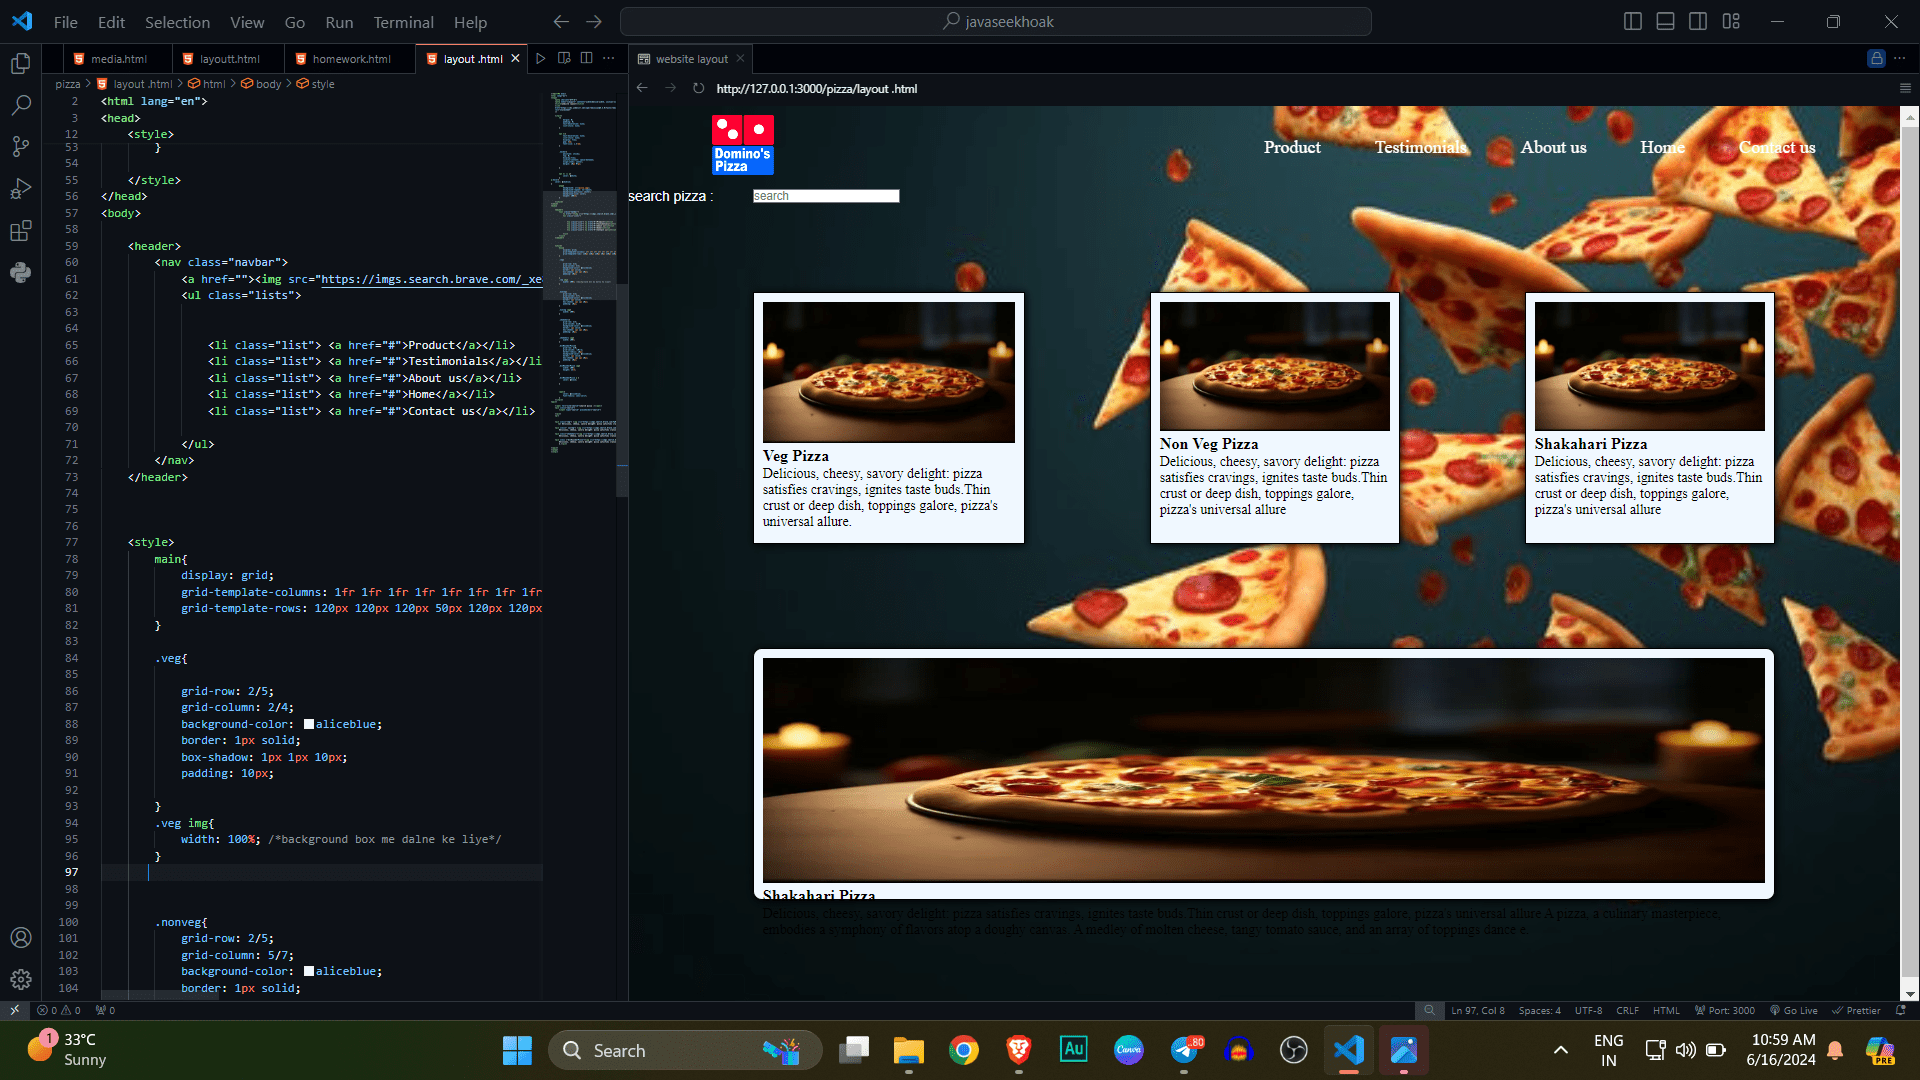 File Edit Selection View Go Run Terminal Help
javaseekhoak
media.html layoutt.html homework.html layout .html
website layout
pizza > layout .html > html > body > style
http://127.0.0.1:3000/pizza/layout .html
2 <html lang="en">
3 <head>
12 <style>
53 }
54
55 </style>
56 </head>
57 <body>
58
59 <header>
60 <nav class="navbar">
61 <a href=""><img src="https://imgs.search.brave.com/_xe
62 <ul class="lists">
63
64
65 <li class="list"> <a href="#">Product</a></li>
66 <li class="list"> <a href="#">Testimonials</a></li
67 <li class="list"> <a href="#">About us</a></li>
68 <li class="list"> <a href="#">Home</a></li>
69 <li class="list"> <a href="#">Contact us</a></li>
70
71 </ul>
72 </nav>
73 </header>
74
75
76
77 <style>
78 main{
79 display: grid;
80 grid-template-columns: 1fr 1fr 1fr 1fr 1fr 1fr 1fr 1fr
81 grid-template-rows: 120px 120px 120px 50px 120px 120px
82 }
83
84 .veg{
85
86 grid-row: 2/5;
87 grid-column: 2/4;
88 background-color: aliceblue;
89 border: 1px solid;
90 box-shadow: 1px 1px 10px;
91 padding: 10px;
92
93 }
94 .veg img{
95 width: 100%; /*background box me dalne ke liye*/
96 }
97
98
99
100 .nonveg{
101 grid-row: 2/5;
102 grid-column: 5/7;
103 background-color: aliceblue;
104 border: 1px solid;
Domino's
Pizza
Product Testimonials About us Home Contact us
search pizza : search
Veg Pizza
Delicious, cheesy, savory delight: pizza
satisfies cravings, ignites taste buds.Thin
crust or deep dish, toppings galore, pizza's
universal allure.
Non Veg Pizza
Delicious, cheesy, savory delight: pizza
satisfies cravings, ignites taste buds.Thin
crust or deep dish, toppings galore,
pizza's universal allure
Shakahari Pizza
Delicious, cheesy, savory delight: pizza
satisfies cravings, ignites taste buds.Thin
crust or deep dish, toppings galore,
pizza's universal allure
Shakahari Pizza
Delicious, cheesy, savory delight: pizza satisfies cravings, ignites taste buds.Thin crust or deep dish, toppings galore, pizza's universal allure A pizza, a culinary masterpiece,
embodies a symphony of flavors atop a doughy canvas. A medley of molten cheese, tangy tomato sauce, and an array of toppings dance e.
0 0 0
Ln 97, Col 8 Spaces: 4 UTF-8 CRLF HTML Port: 3000 Go Live Prettier
1
33°C
Sunny
Search
Au
Canva
80
ENG
IN
10:59 AM
6/16/2024
PRE